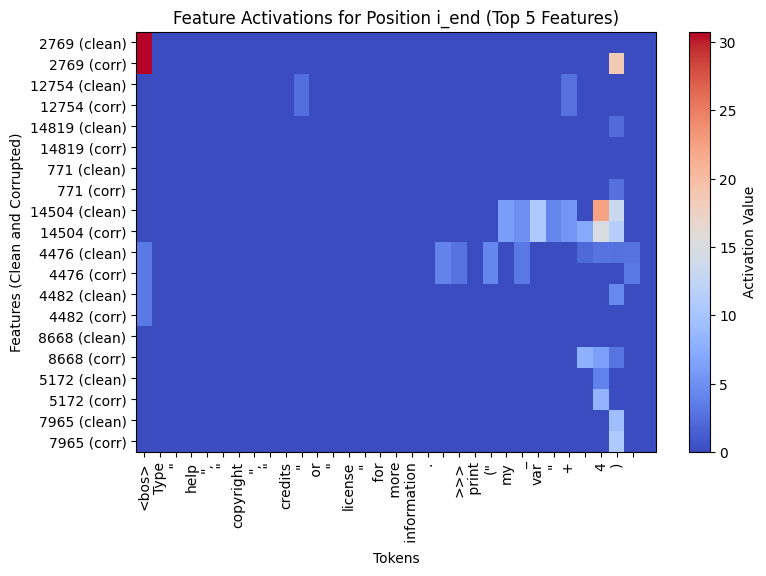 Feature Activations for Position i_end (Top 5 Features)
Features (Clean and Corrupted)
2769 (clean)
2769 (corr)
12754 (clean)
12754 (corr)
14819 (clean)
14819 (corr)
771 (clean)
771 (corr)
14504 (clean)
14504 (corr)
4476 (clean)
4476 (corr)
4482 (clean)
4482 (corr)
8668 (clean)
8668 (corr)
5172 (clean)
5172 (corr)
7965 (clean)
7965 (corr)
<bos>
Type
"
help
"
,"
copyright
"
,"
credits
"
or
"
license
"
for
more
information
.
>>>
print
("
my
_
var
"
+
4
)
Tokens
30
25
20
15
10
5
0
Activation Value